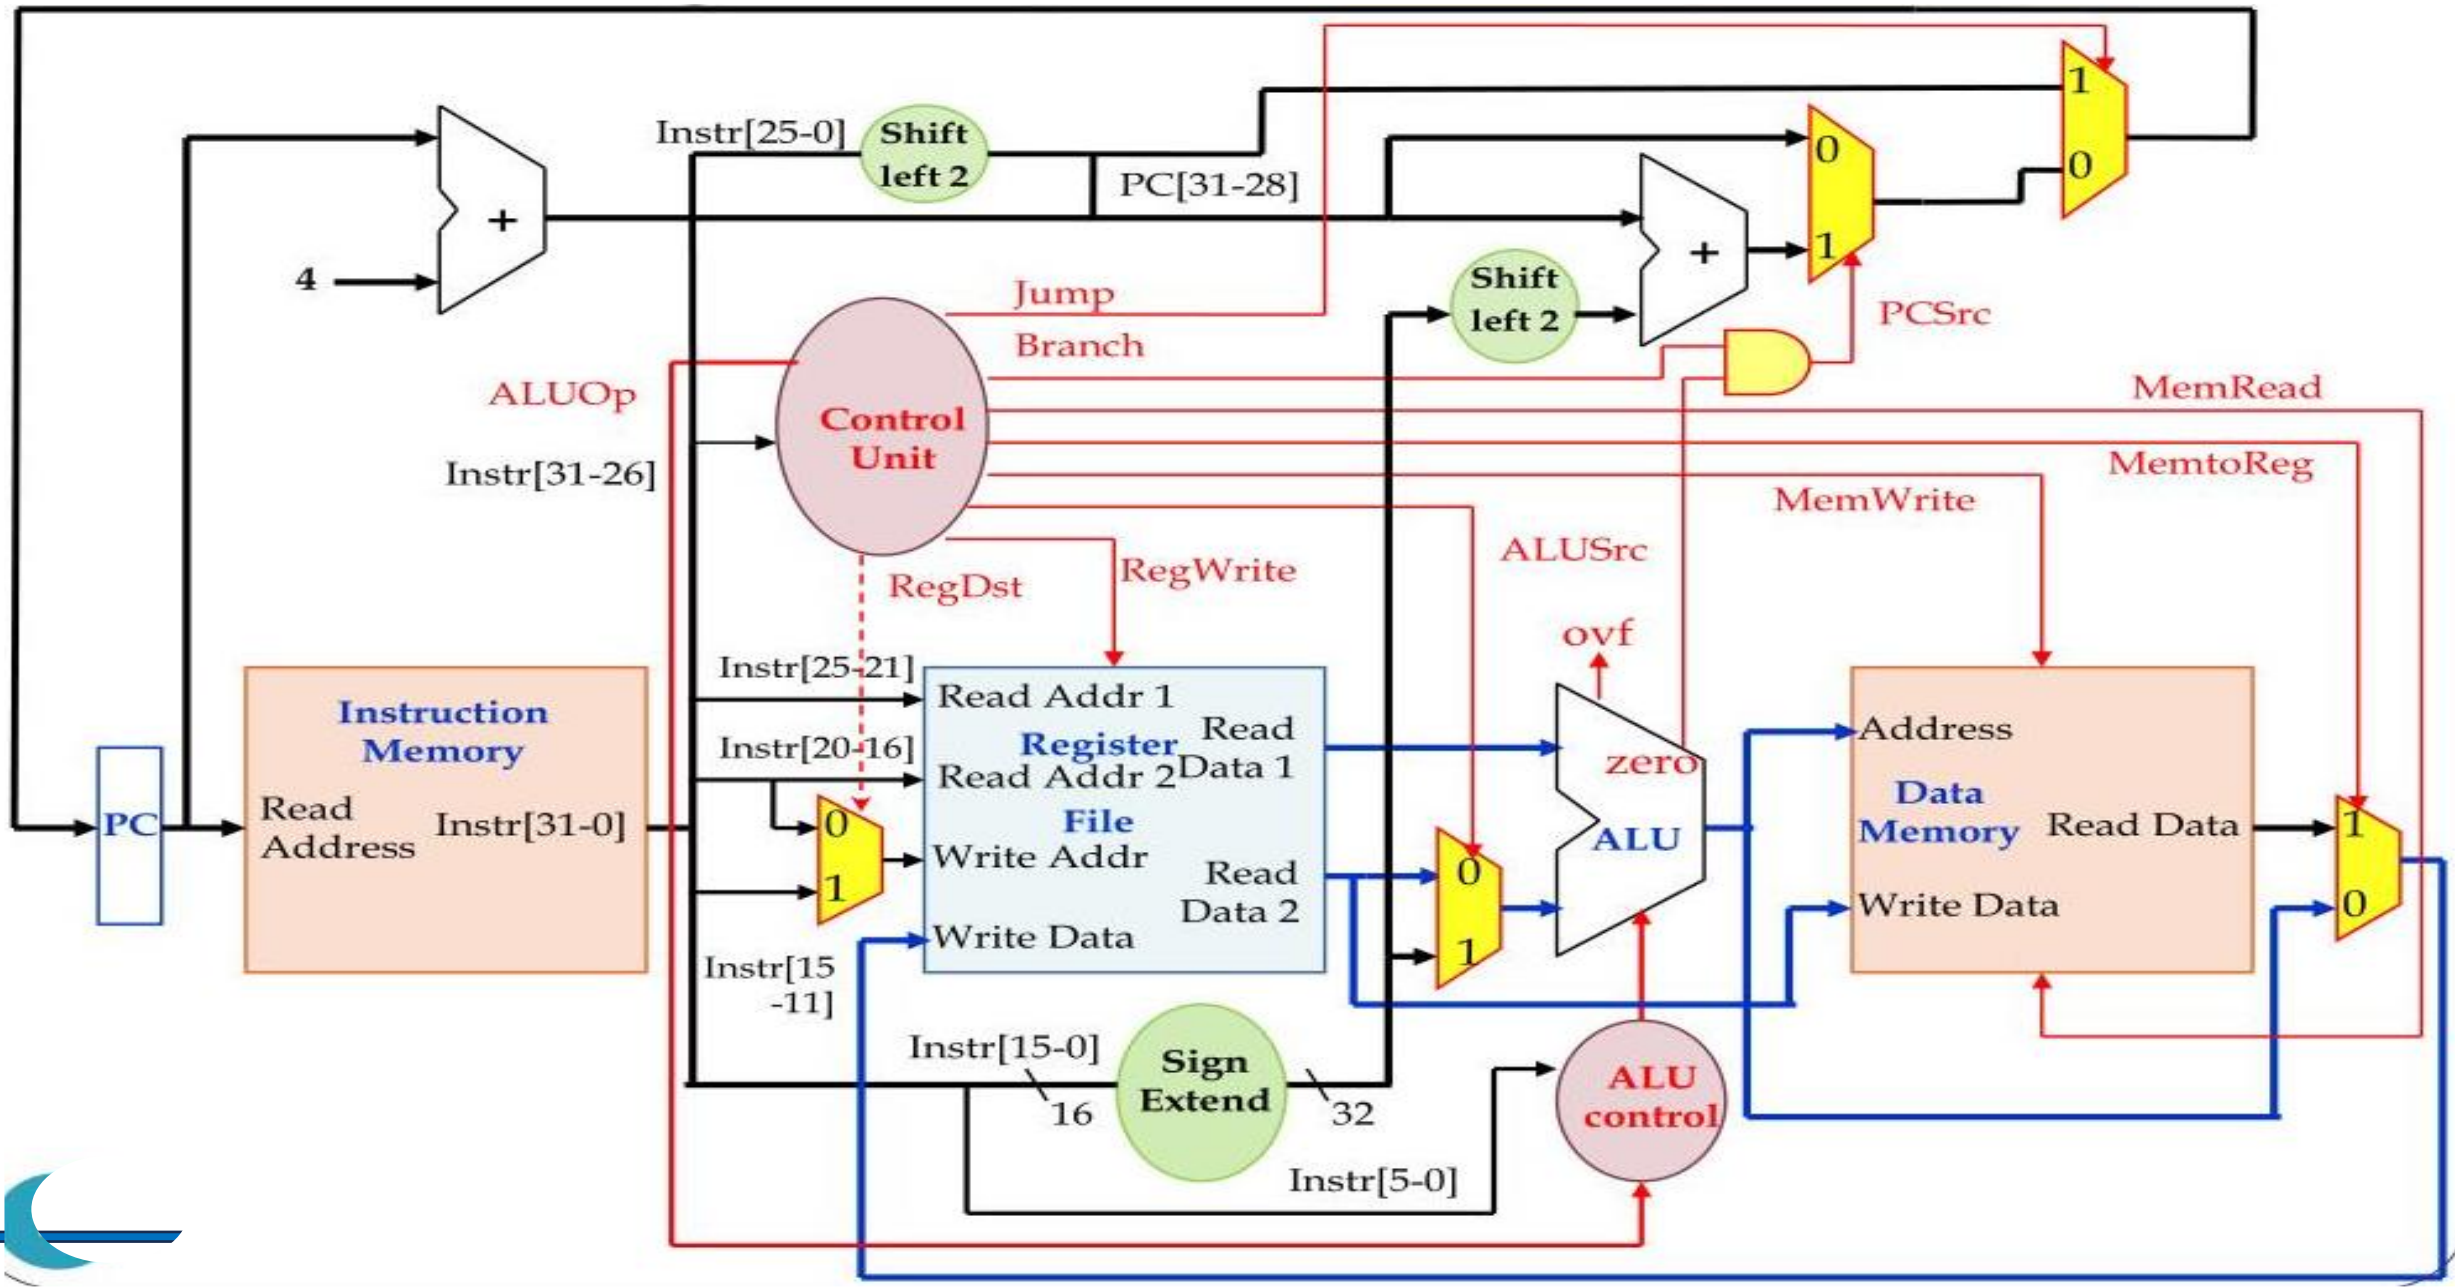 1
Instr[25-0]
Shift
left 2
0
0
PC[31-28]
+
+
1
4
Shift
left 2
Jump
PCSrc
Branch
ALUOp
MemRead
Control
Unit
Instr[31-26]
MemtoReg
MemWrite
ALUSrc
RegWrite
RegDst
ovf
Instr[25-21]
Read Addr 1
Instruction
Memory
Read
Data 1
Address
Register
Instr[20-16]
zero
Read Addr 2
Data
Memory
Read
Address
PC
Instr[31-0]
0
File
ALU
Read Data
1
Write Addr
Read
Data 2
0
1
Write Data
0
Write Data
1
Instr[15
-11]
Instr[15-0]
Sign
Extend
16
32
ALU
control
Instr[5-0]